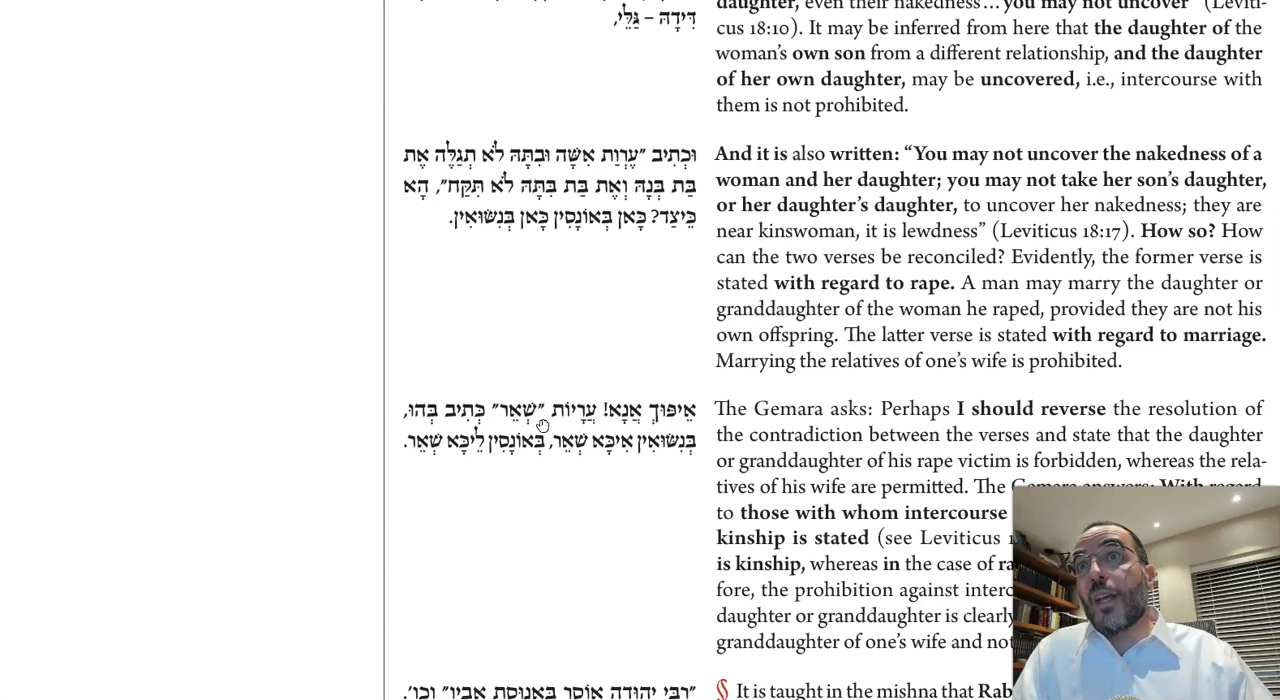 דִּידָהּ – גַּלֵּי,
וּכְתִיב ״עֶרְוַת אִשָּׁה וּבִתָּהּ לֹא תְגַלֵּה אֶת
בַּת בְּנָהּ וְאֶת בַּת בִּתָּהּ לֹא תִקַּח״, הָא
כֵּיצַד? כָּאן בְּאוֹנָסִין כָּאן בְּנִשּׂוּאִין.
אֵיפוּךְ אֲנָא! עֲרָיוֹת ״שְׁאֵר״ כְּתִיב בְּהוּ,
בְּנִשּׂוּאִין אִיכָּא שְׁאֵר, בְּאוֹנָסִין לֵיכָּא שְׁאֵר.
״רַבִּי יְהוּדָה אוֹסֵר בַּאֲנוּסַת אָבִיו״ וְכוּ׳.
daughter, even their nakedness…you may not uncover” (Leviti-
cus 18:10). It may be inferred from here that the daughter of the
woman’s own son from a different relationship, and the daughter
of her own daughter, may be uncovered, i.e., intercourse with
them is not prohibited.
And it is also written: “You may not uncover the nakedness of a
woman and her daughter; you may not take her son’s daughter,
or her daughter’s daughter, to uncover her nakedness; they are
near kinswoman, it is lewdness” (Leviticus 18:17). How so? How
can the two verses be reconciled? Evidently, the former verse is
stated with regard to rape. A man may marry the daughter or
granddaughter of the woman he raped, provided they are not his
own offspring. The latter verse is stated with regard to marriage.
Marrying the relatives of one’s wife is prohibited.
The Gemara asks: Perhaps I should reverse the resolution of
the contradiction between the verses and state that the daughter
or granddaughter of his rape victim is forbidden, whereas the rela-
tives of his wife are permitted. The Gemara answers: With regard
to those with whom intercourse
kinship is stated (see Leviticus
is kinship, whereas in the case of
fore, the prohibition against
daughter or granddaughter is clearly
granddaughter of one’s wife and
It is taught in the mishna that